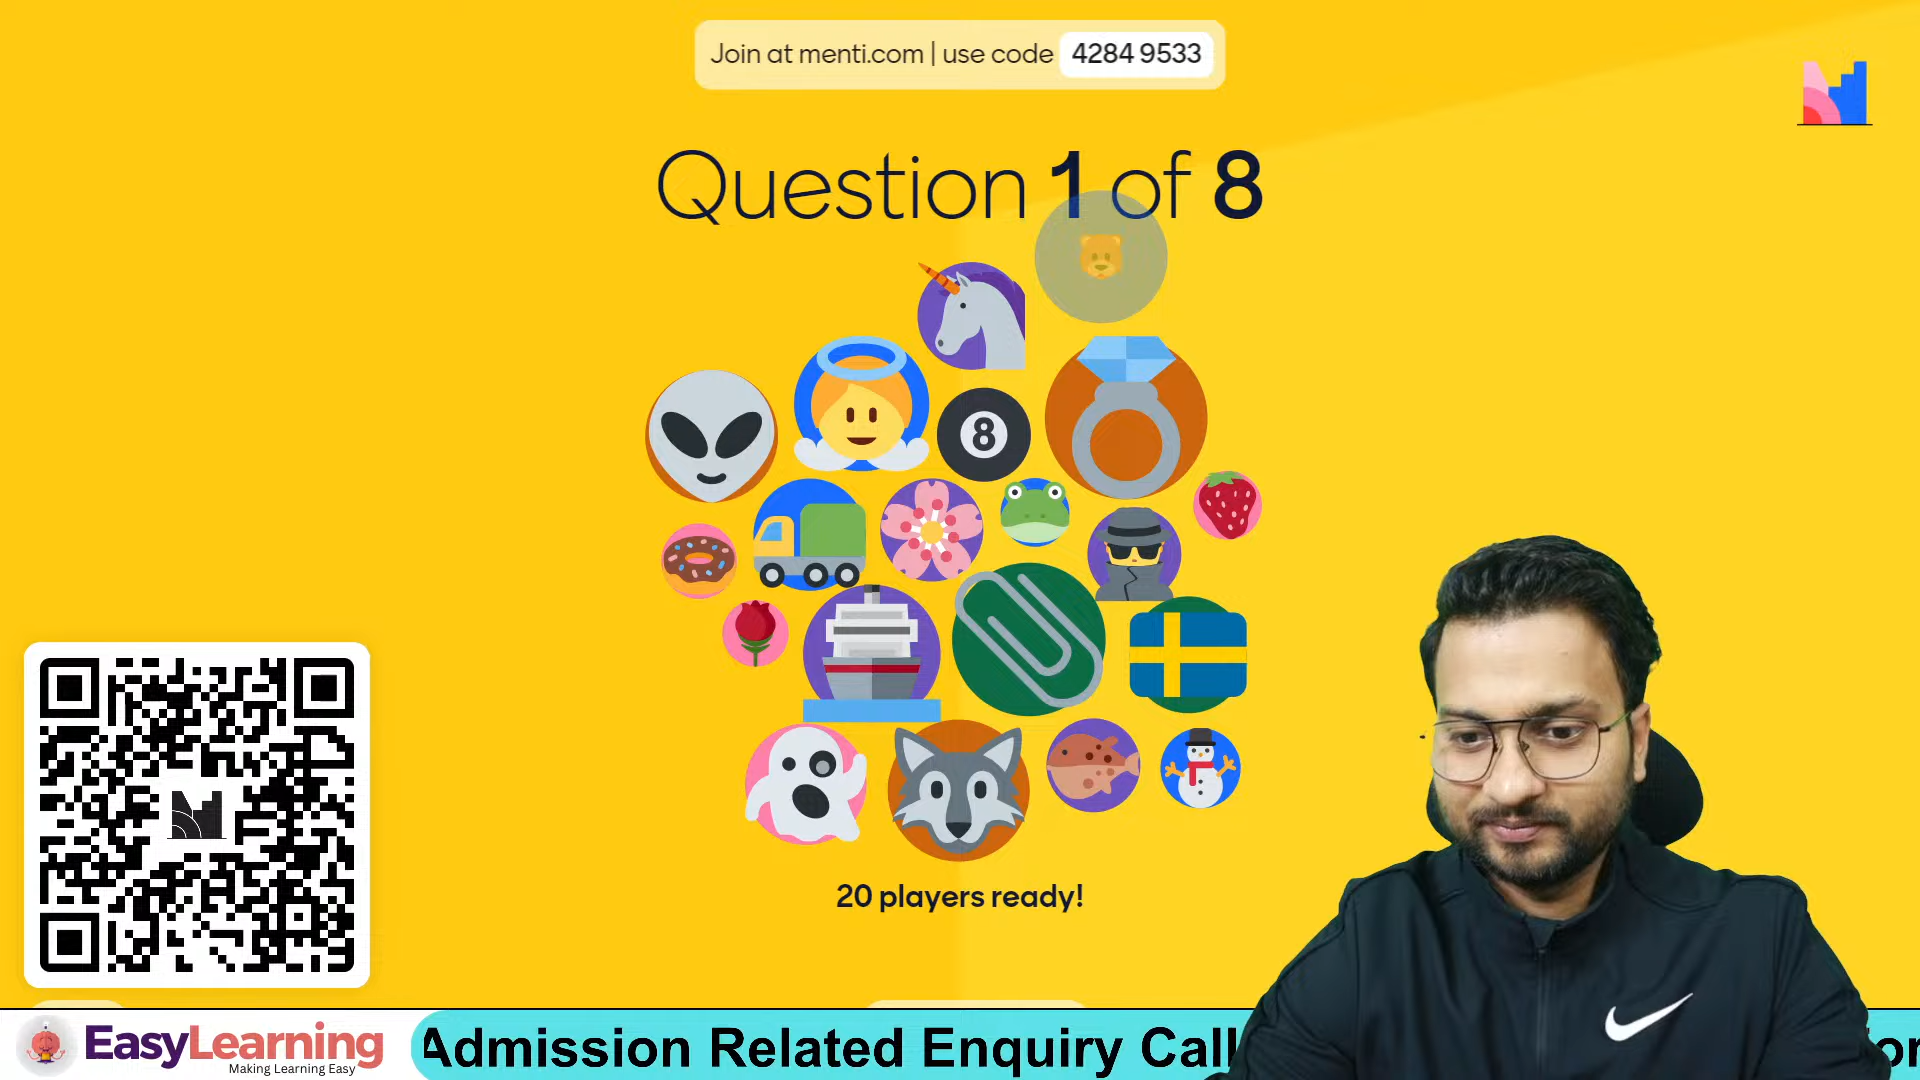 Join at menti.com | use code 4284 9533
Question 1 of 8
8
20 players ready!
EasyLearning
Making Learning Easy
Admission Related Enquiry Call